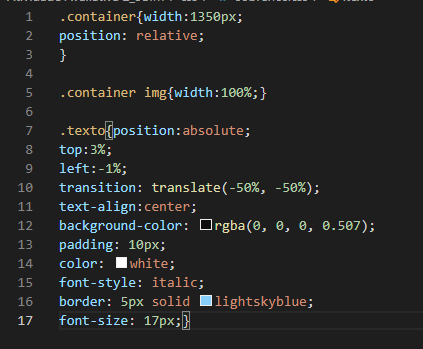 1 .container{width:1350px;
2 position: relative;
3 }
4
5 .container img{width:100%;}
6
7 .texto{position:absolute;
8 top:3%;
9 left:-1%;
10 transition: translate(-50%, -50%);
11 text-align:center;
12 background-color: rgba(0, 0, 0, 0.507);
13 padding: 10px;
14 color: white;
15 font-style: italic;
16 border: 5px solid lightskyblue;
17 font-size: 17px;}